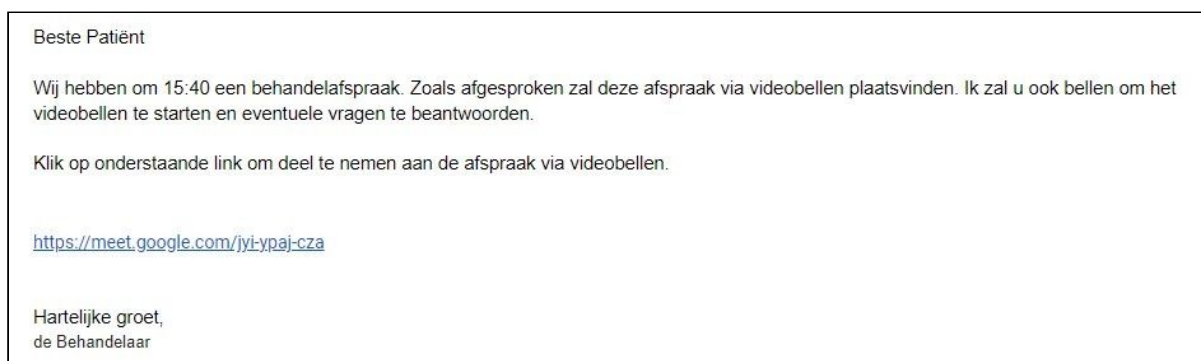 Beste Patiënt
Wij hebben om 15:40 een behandelafspraak. Zoals afgesproken zal deze afspraak via videobellen plaatsvinden. Ik zal u ook bellen om het
videobellen te starten en eventuele vragen te beantwoorden.
Klik op onderstaande link om deel te nemen aan de afspraak via videobellen.
https://meet.google.com/jyi-ypaj-cza
Hartelijke groet,
de Behandelaar